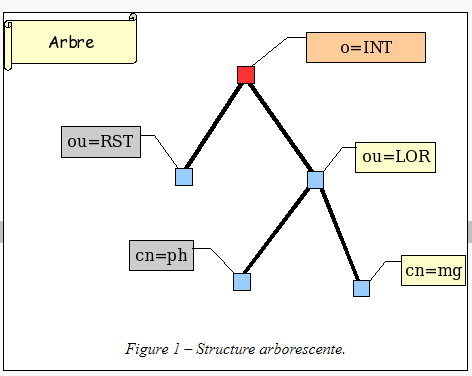 Arbre
o=INT
ou=RST
ou=LOR
cn=ph
cn=mg
Figure 1 – Structure arborescente.